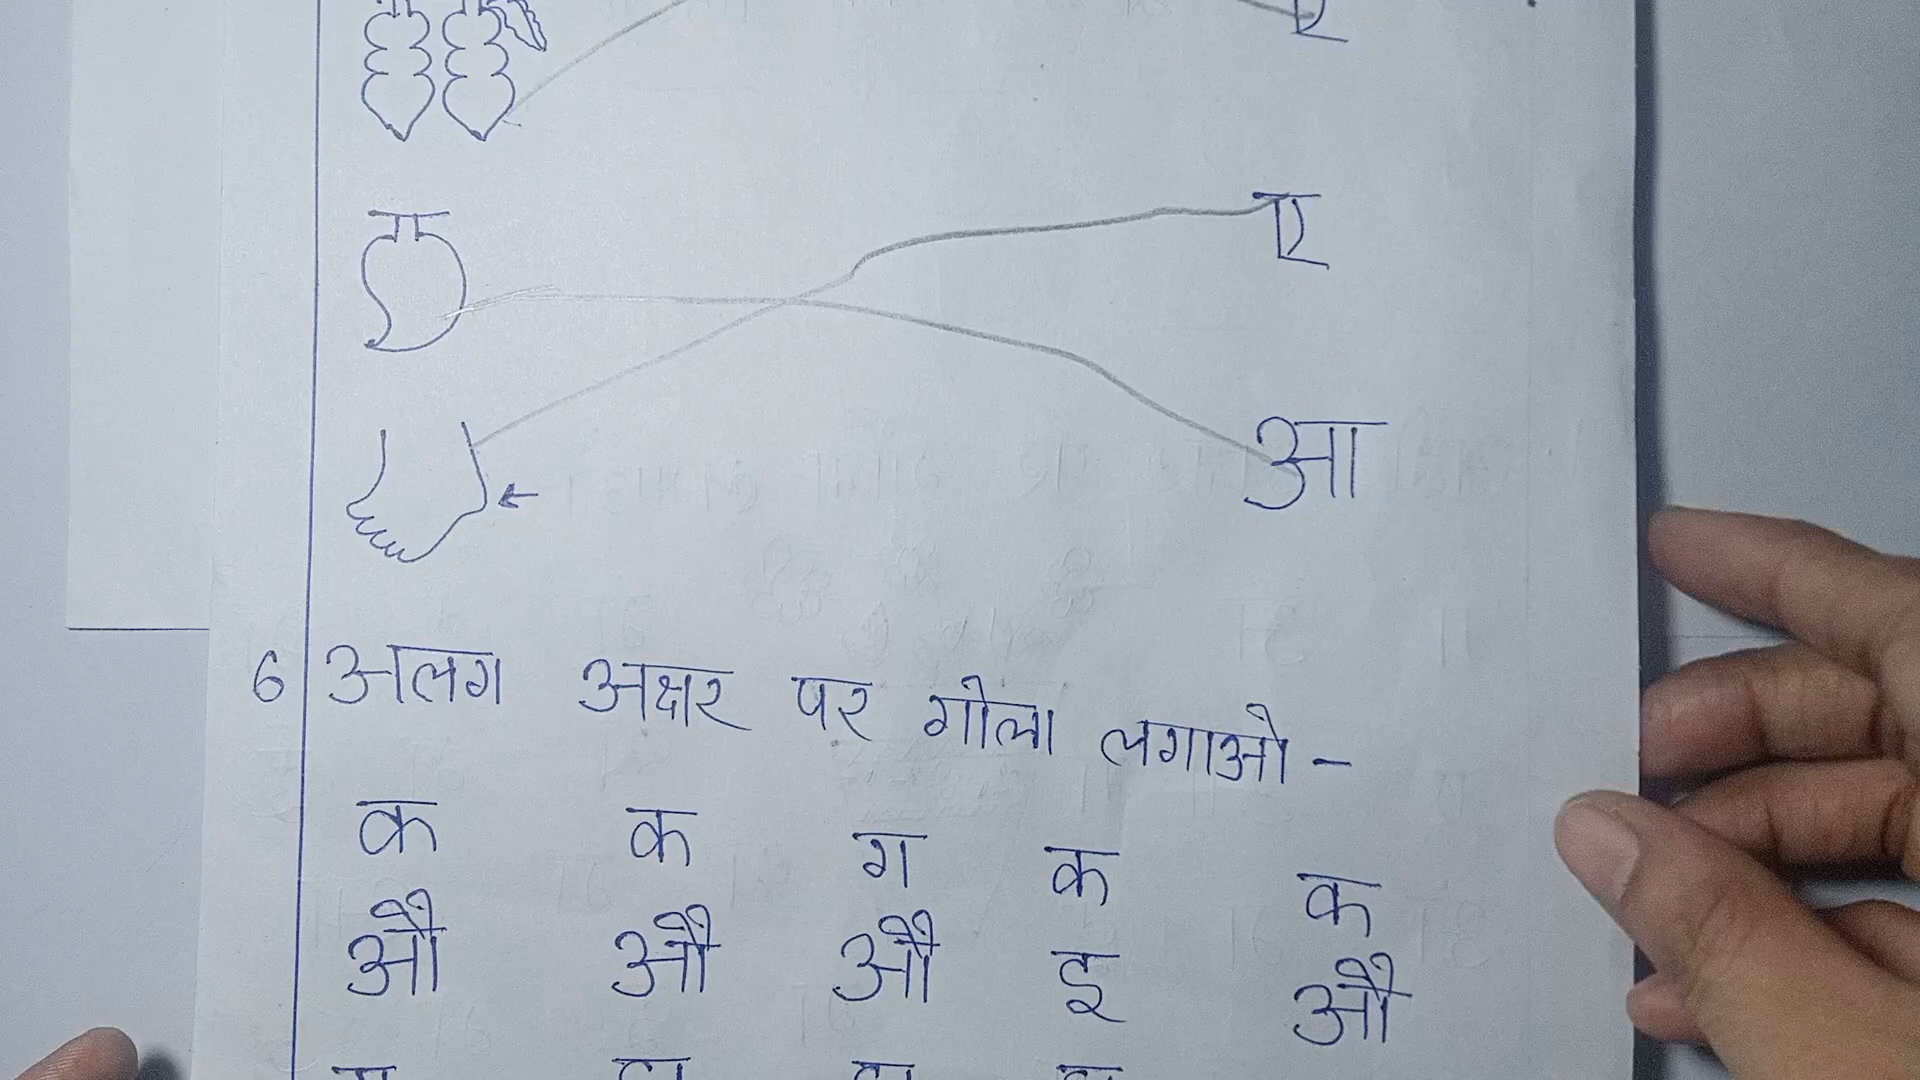 ए
आ
6 अलग अक्षर पर गोला लगाओ -
क क ग क क
औ औ औ इ औ